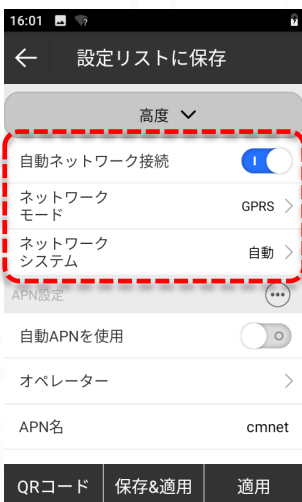 16:01
設定リストに保存
高度
自動ネットワーク接続
ネットワーク
モード
GPRS
ネットワーク
システム
自動
APN設定
自動APNを使用
オペレーター
APN名
cmnet
QRコード
保存&適用
適用